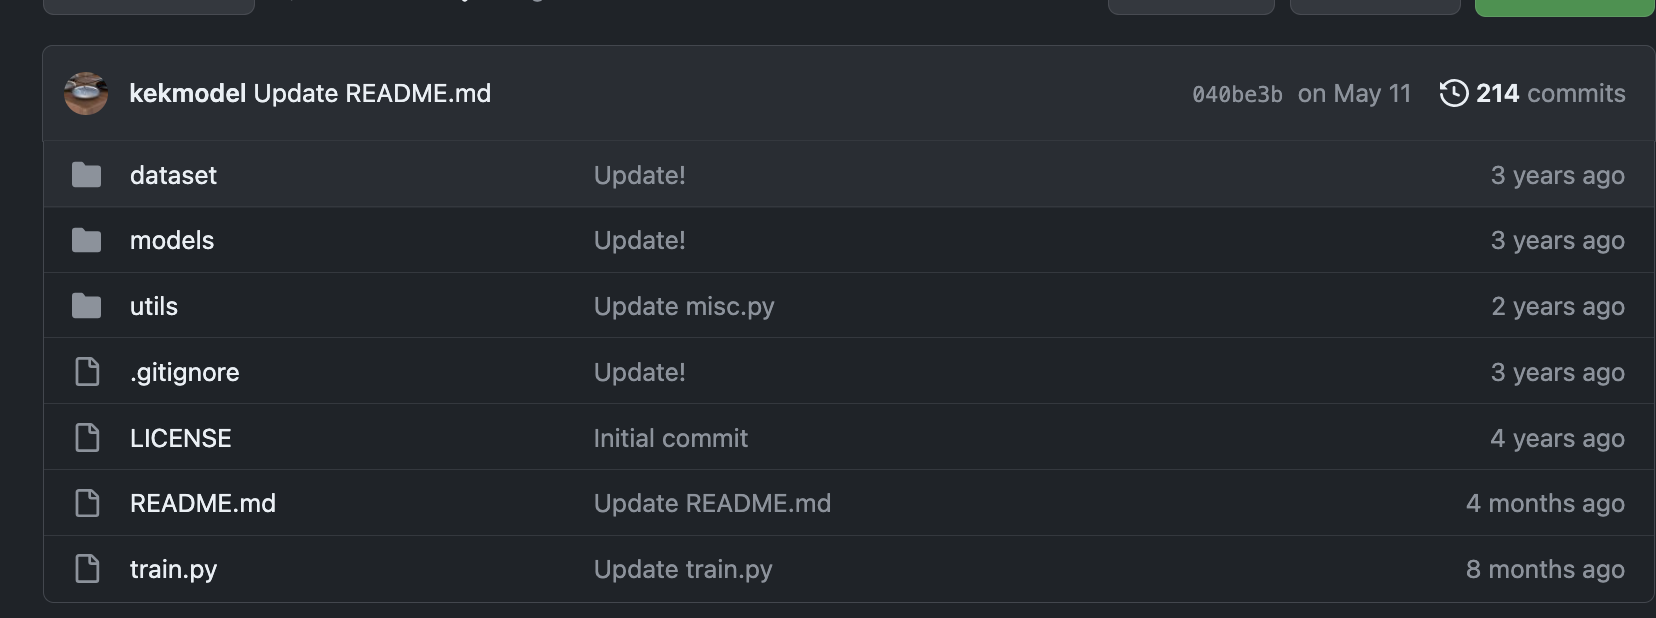 kekmodel Update README.md 040be3b on May 11 214 commits
dataset Update! 3 years ago
models Update! 3 years ago
utils Update misc.py 2 years ago
.gitignore Update! 3 years ago
LICENSE Initial commit 4 years ago
README.md Update README.md 4 months ago
train.py Update train.py 8 months ago